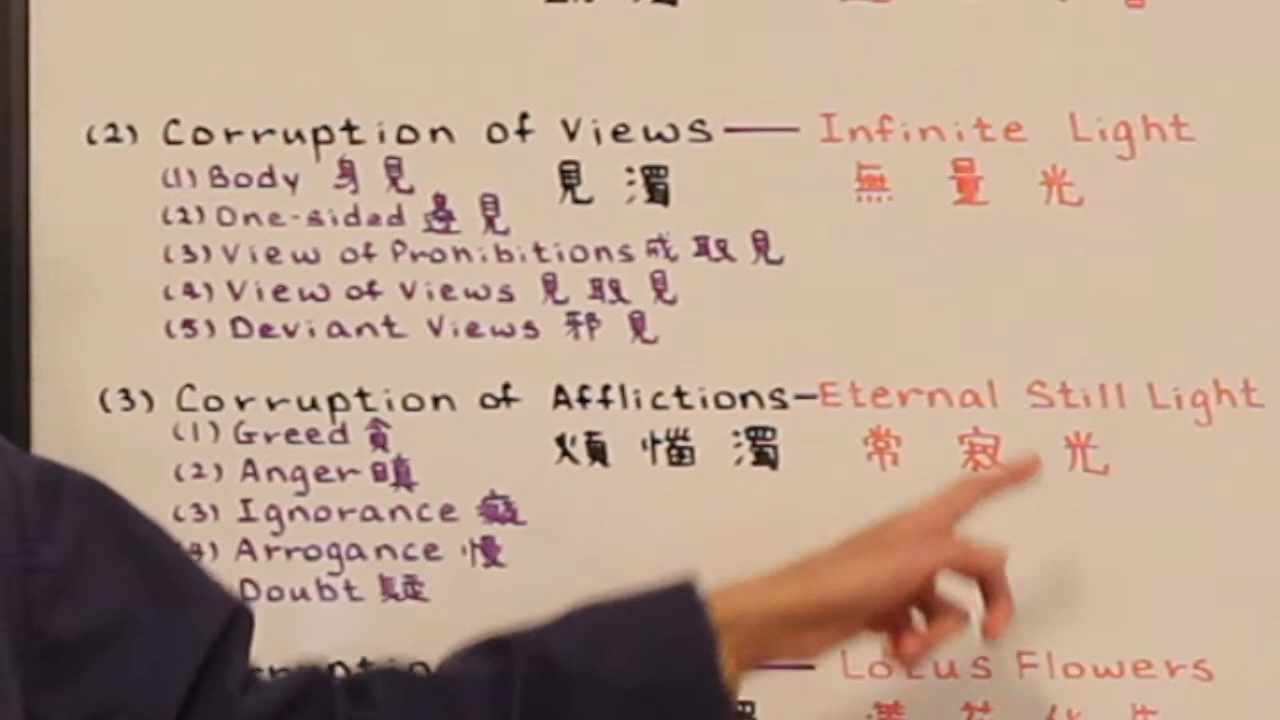 (2) Corruption of Views — Infinite Light
(1) Body 身見 見濁 無量光
(2) One-sided 邊見
(3) View of Prohibitions 戒取見
(4) View of Views 見取見
(5) Deviant Views 邪見
(3) Corruption of Afflictions — Eternal Still Light
(1) Greed 貪 煩惱濁 常寂光
(2) Anger 瞋
(3) Ignorance 癡
4) Arrogance 慢
Doubt 疑
— Lotus Flowers